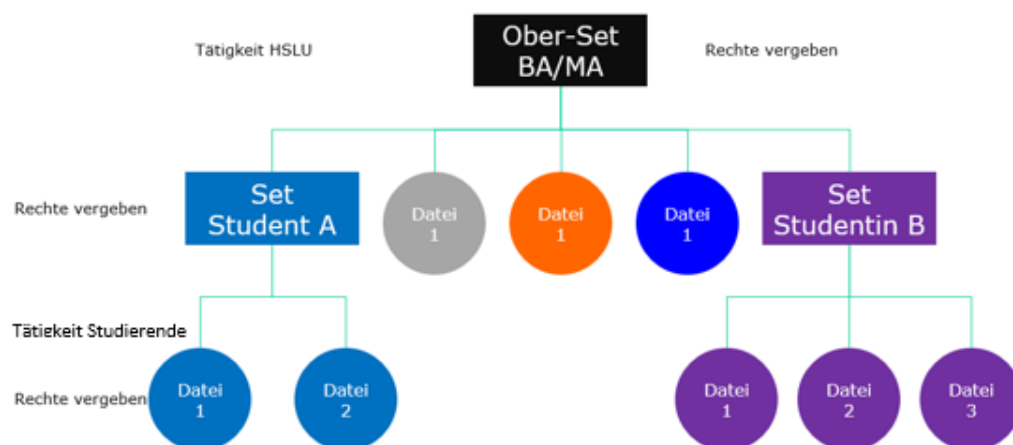 Tätigkeit HSLU
Ober-Set
BA/MA
Rechte vergeben
Rechte vergeben
Set
Student A
Datei
1
Datei
1
Datei
1
Set
Studentin B
Tätigkeit Studierende
Rechte vergeben
Datei
1
Datei
2
Datei
1
Datei
2
Datei
3